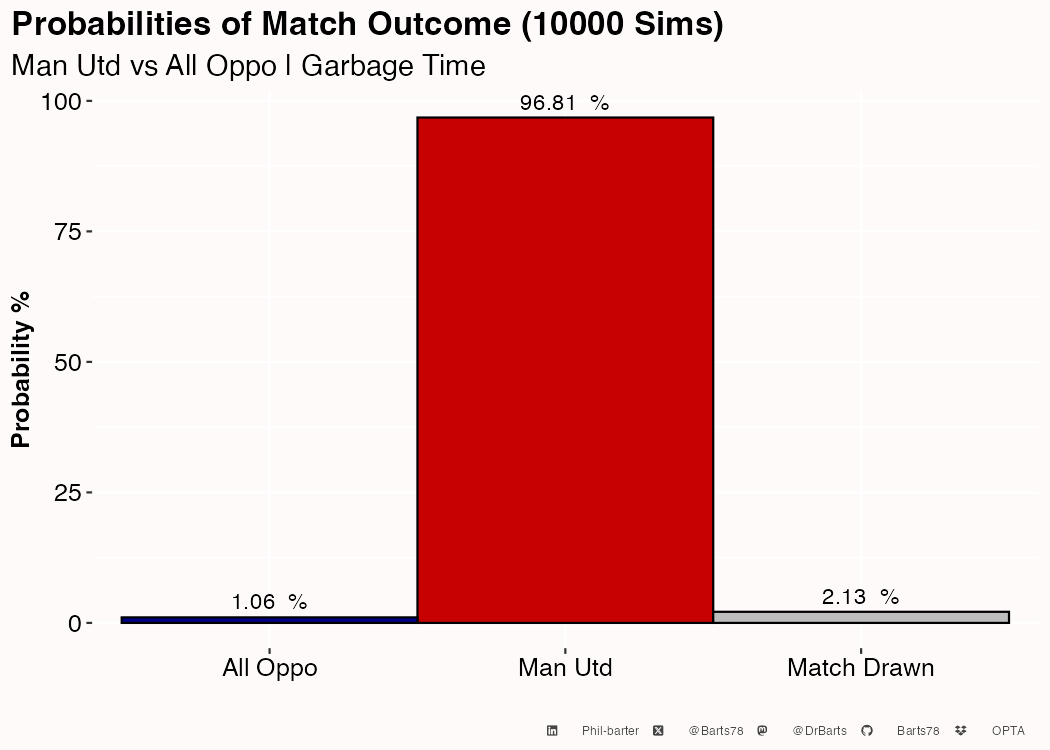 Probabilities of Match Outcome (10000 Sims)
Man Utd vs All Oppo | Garbage Time
Probability %
100
75
50
25
0
1.06 %
96.81 %
2.13 %
All Oppo
Man Utd
Match Drawn
Phil-barter @Barts78 @DrBarts Barts78 OPTA